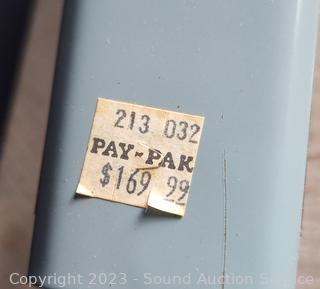 213 032
PAY-PAK
$169 99
Copyright 2023 - Sound Auction Service